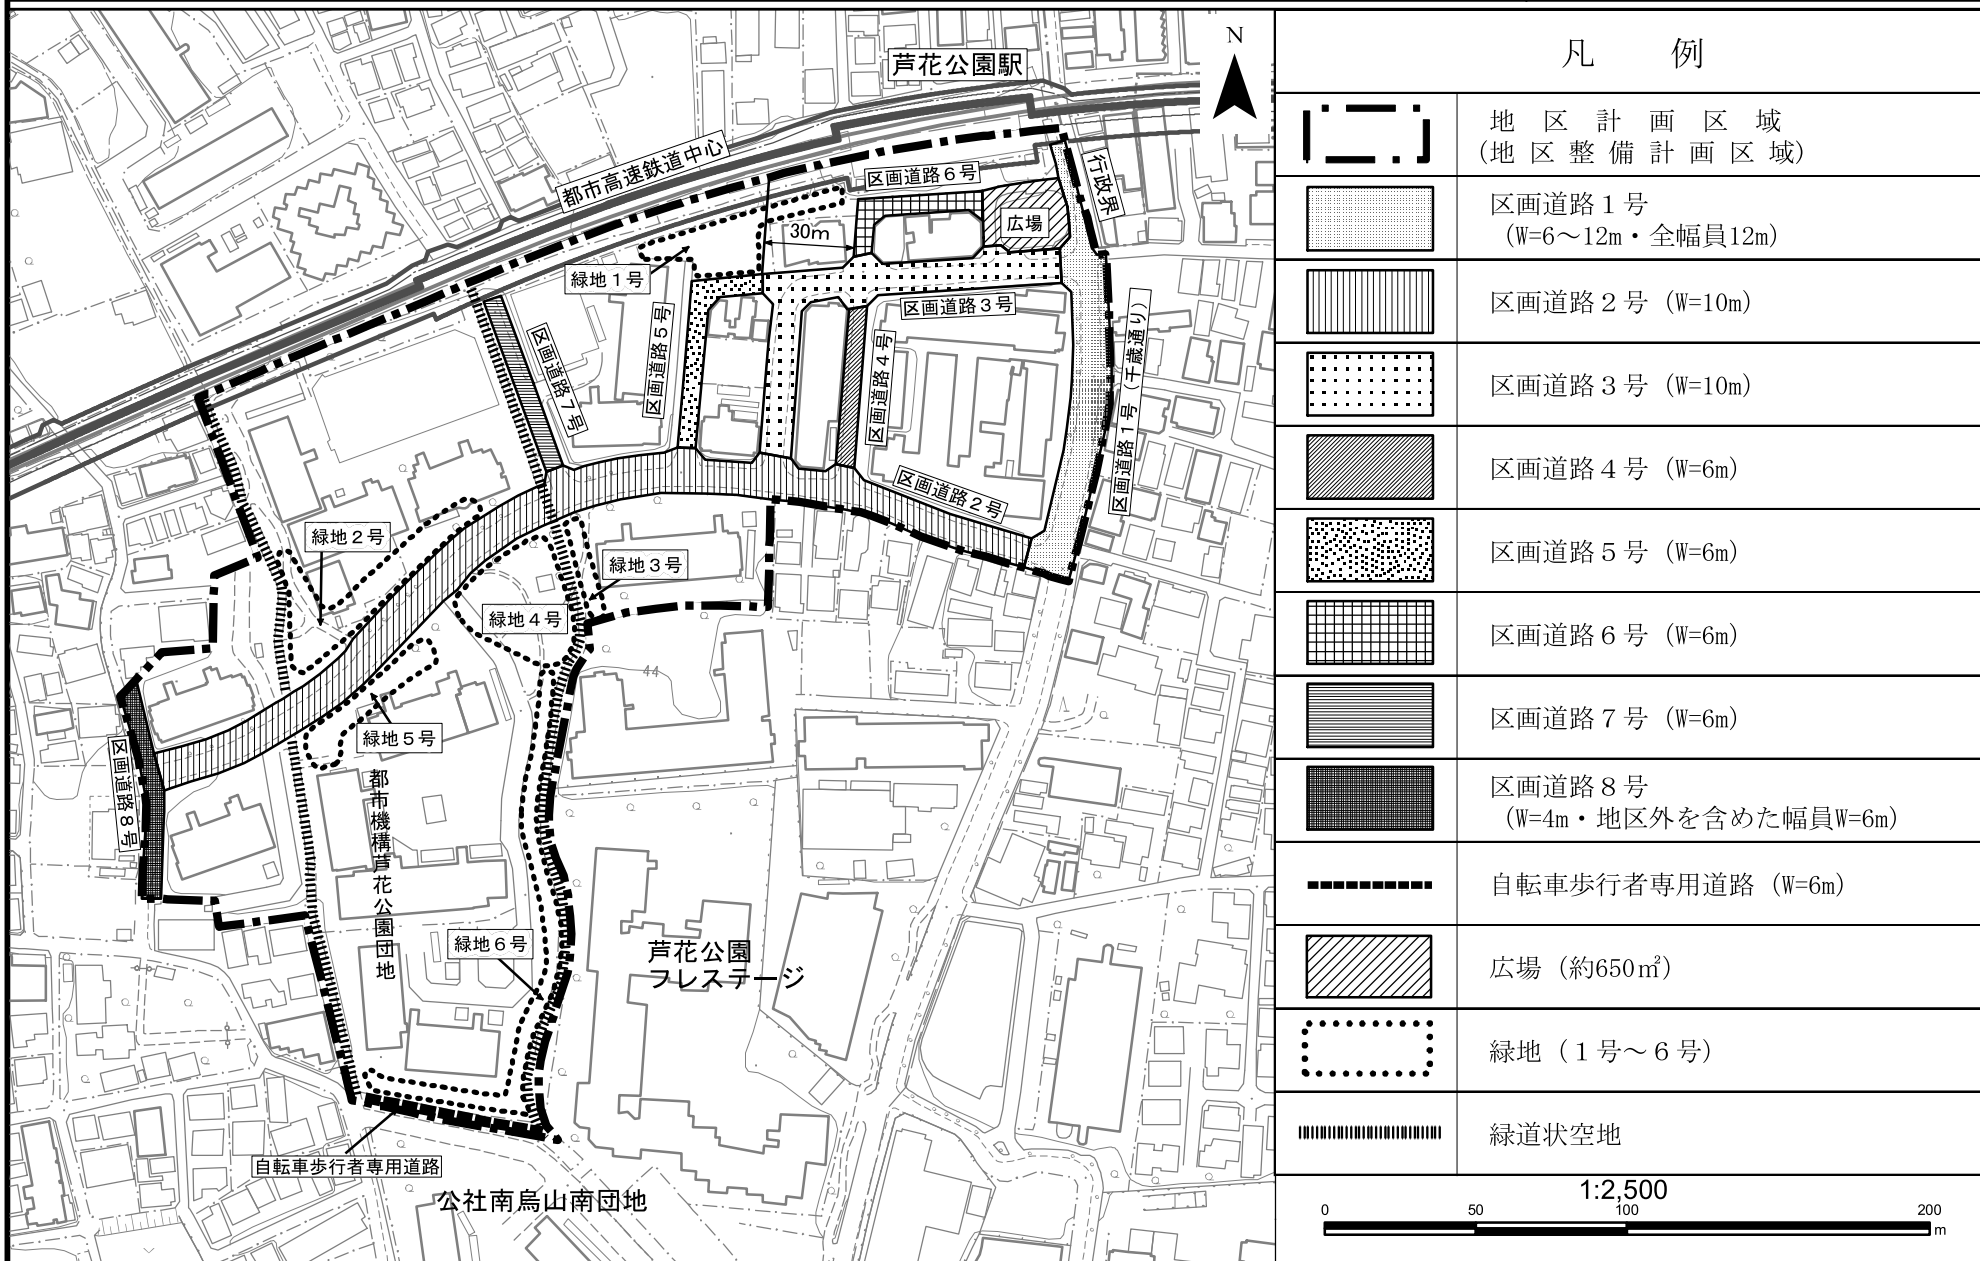 芦花公園駅
N
都市高速鉄道中心
行政界
区画道路６号
広場
30m
緑地１号
区画道路３号
区画道路５号
区画道路４号
区画道路７号
区画道路１号（千歳通り）
区画道路２号
緑地２号
緑地３号
緑地４号
44
緑地５号
区画道路８号
都市機構芦花公園団地
緑地６号
芦花公園
フレステージ
自転車歩行者専用道路
公社南烏山南団地
凡　例
地区計画区域
(地区整備計画区域)
区画道路１号
(W=6～12m・全幅員12m)
区画道路２号 (W=10m)
区画道路３号 (W=10m)
区画道路４号 (W=6m)
区画道路５号 (W=6m)
区画道路６号 (W=6m)
区画道路７号 (W=6m)
区画道路８号
(W=4m・地区外を含めた幅員W=6m)
自転車歩行者専用道路 (W=6m)
広場 (約650㎡)
緑地 (１号～６号)
緑道状空地
1:2,500
0 50 100 200
m